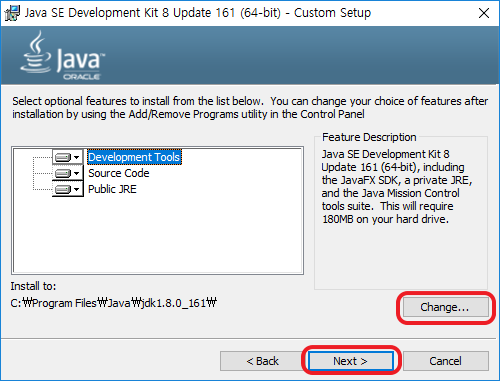 Java SE Development Kit 8 Update 161 (64-bit) - Custom Setup
Java
ORACLE
Select optional features to install from the list below. You can change your choice of features after
installation by using the Add/Remove Programs utility in the Control Panel
Development Tools
Source Code
Public JRE
Feature Description
Java SE Development Kit 8
Update 161 (64-bit), including
the JavaFX SDK, a private JRE,
and the Java Mission Control
tools suite. This will require
180MB on your hard drive.
Install to:
C:₩Program Files₩Java₩jdk1.8.0_161₩
Change...
< Back
Next >
Cancel